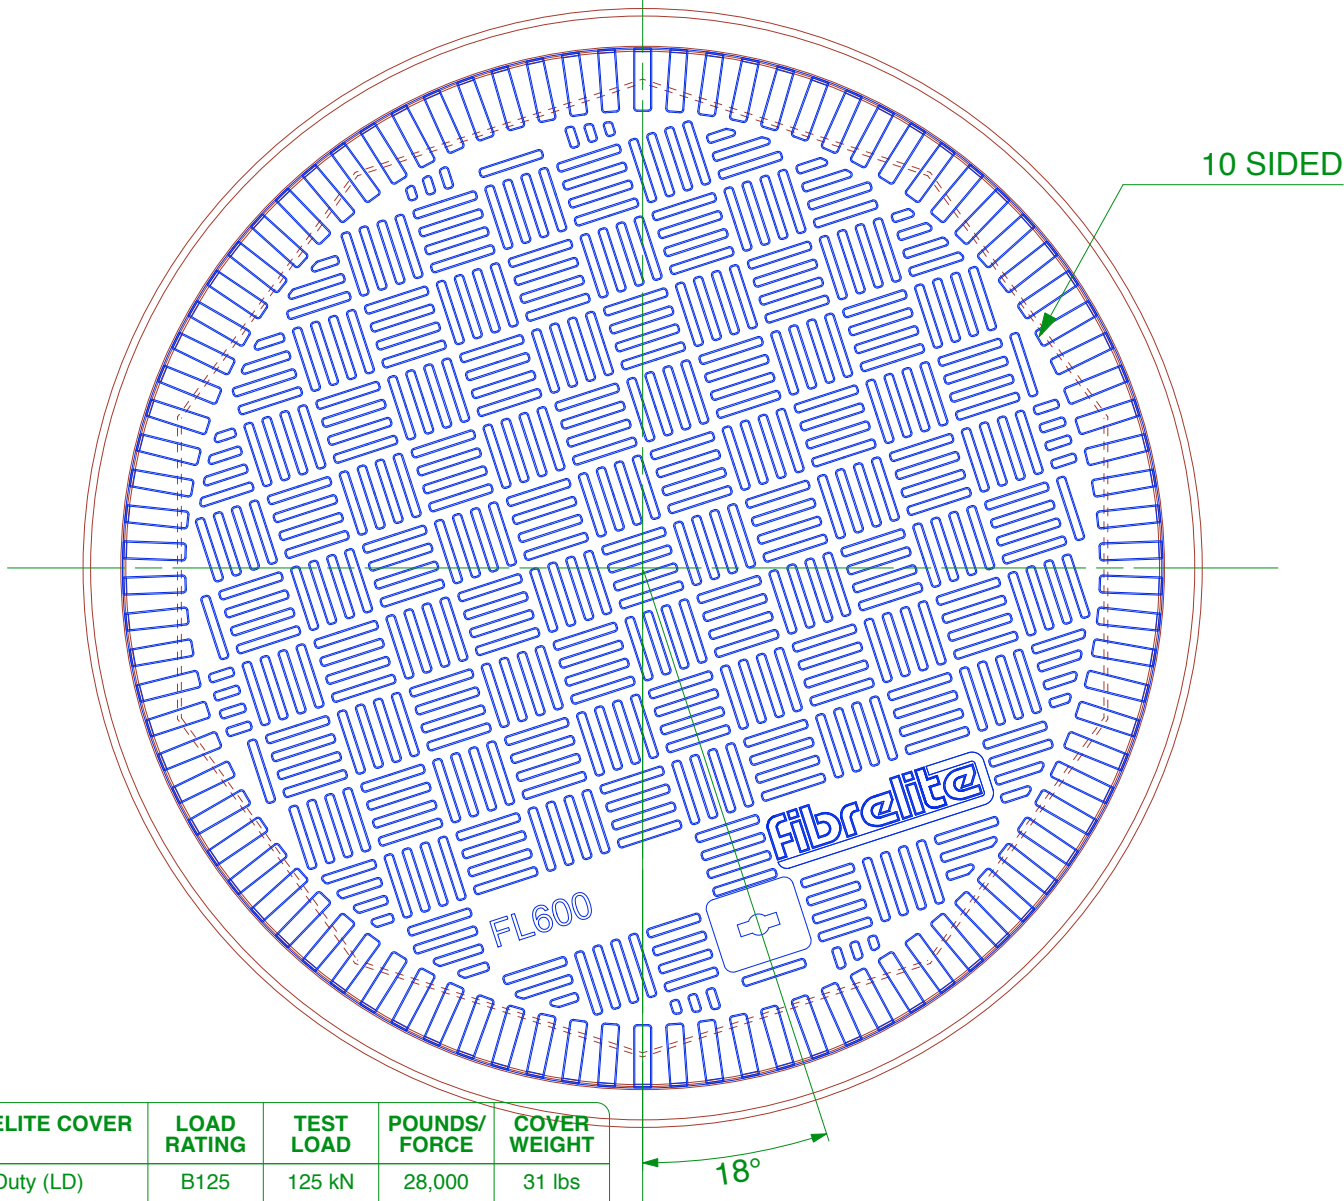 10 SIDED
fibrelite
FL600
18°
ELITE COVER LOAD RATING TEST LOAD POUNDS/ FORCE COVER WEIGHT
Duty (LD) B125 125 kN 28,000 31 lbs